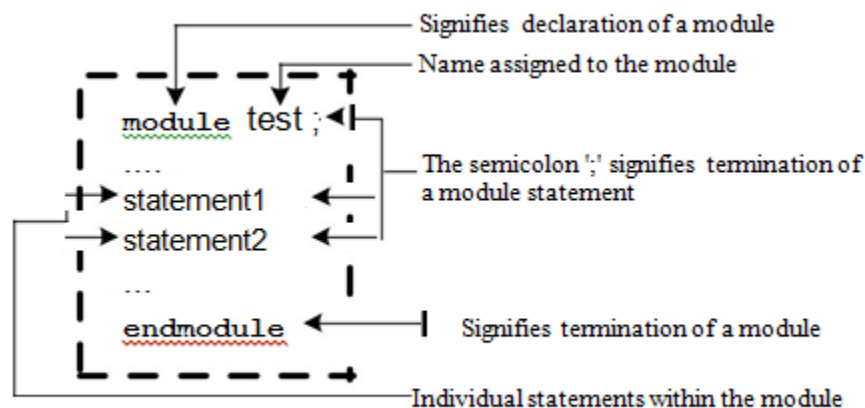 Signifies declaration of a module
Name assigned to the module
module test ;
....
The semicolon ';' signifies termination of
a module statement
statement1
statement2
...
endmodule
Signifies termination of a module
Individual statements within the module